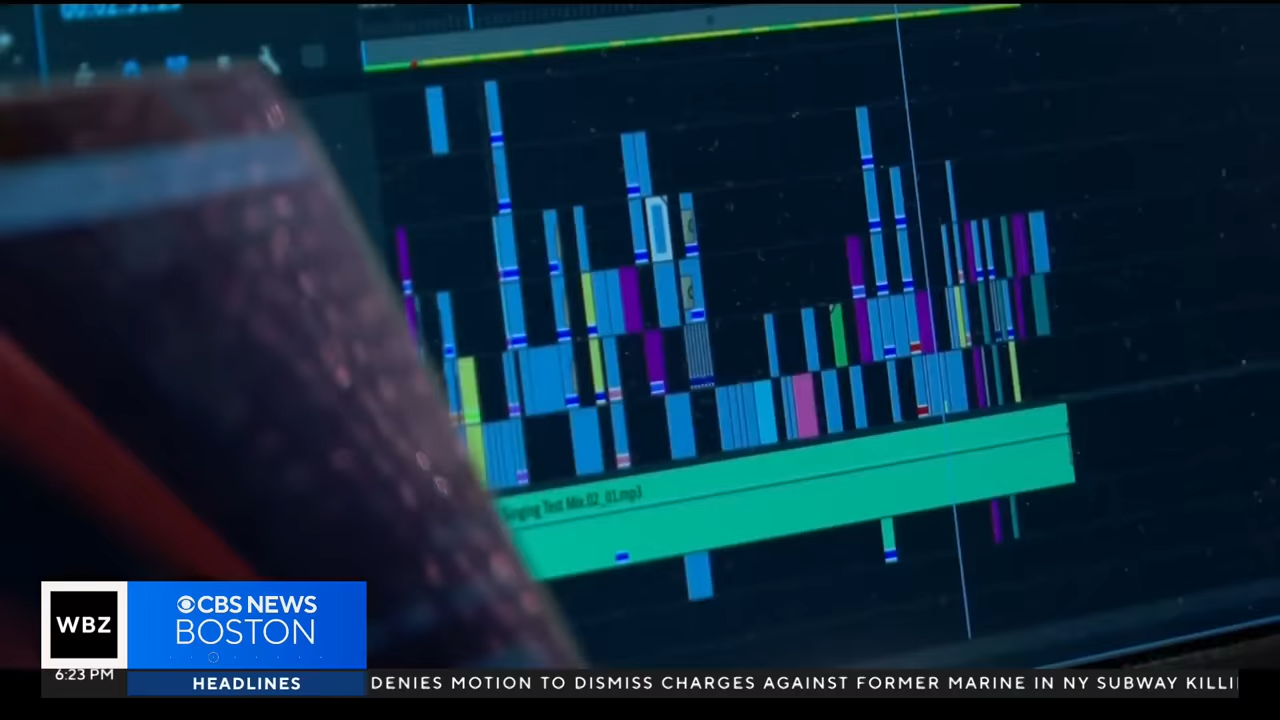 Singing Test Mix 02_01.mp3
WBZ
CBS NEWS
BOSTON
6:23 PM
HEADLINES
DENIES MOTION TO DISMISS CHARGES AGAINST FORMER MARINE IN NY SUBWAY